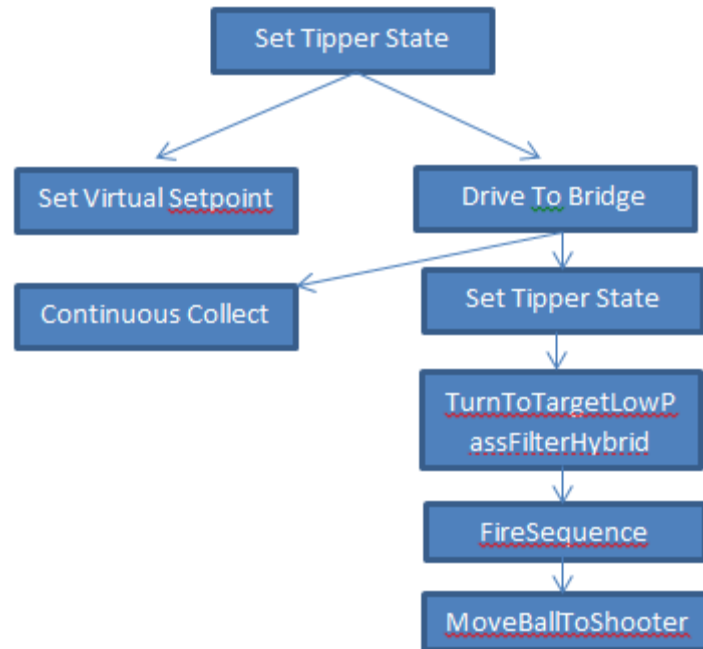 Set Tipper State
Set Virtual Setpoint
Drive To Bridge
Continuous Collect
Set Tipper State
TurnToTargetLowP
assFilterHybrid
FireSequence
MoveBallToShooter